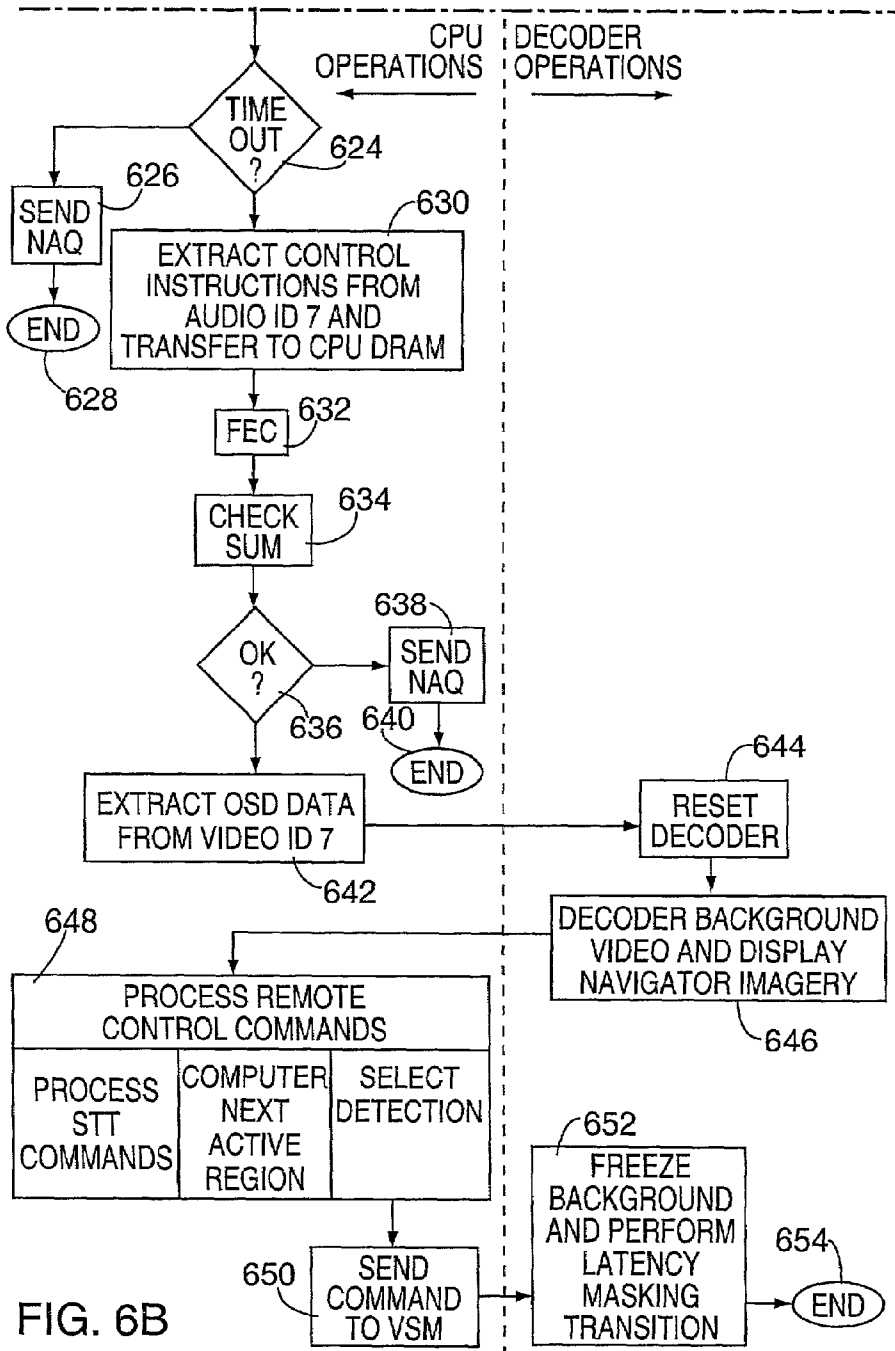 CPU
OPERATIONS
DECODER
OPERATIONS
TIME
OUT
?
624
626
SEND
NAQ
END
628
630
EXTRACT CONTROL
INSTRUCTIONS FROM
AUDIO ID 7 AND
TRANSFER TO CPU DRAM
632
FEC
634
CHECK
SUM
OK
?
636
638
SEND
NAQ
640
END
EXTRACT OSD DATA
FROM VIDEO ID 7
642
644
RESET
DECODER
DECODER BACKGROUND
VIDEO AND DISPLAY
NAVIGATOR IMAGERY
646
648
PROCESS REMOTE
CONTROL COMMANDS
PROCESS
STT
COMMANDS
COMPUTER
NEXT
ACTIVE
REGION
SELECT
DETECTION
650
SEND
COMMAND
TO VSM
652
FREEZE
BACKGROUND
AND PERFORM
LATENCY
MASKING
TRANSITION
654
END
FIG. 6B